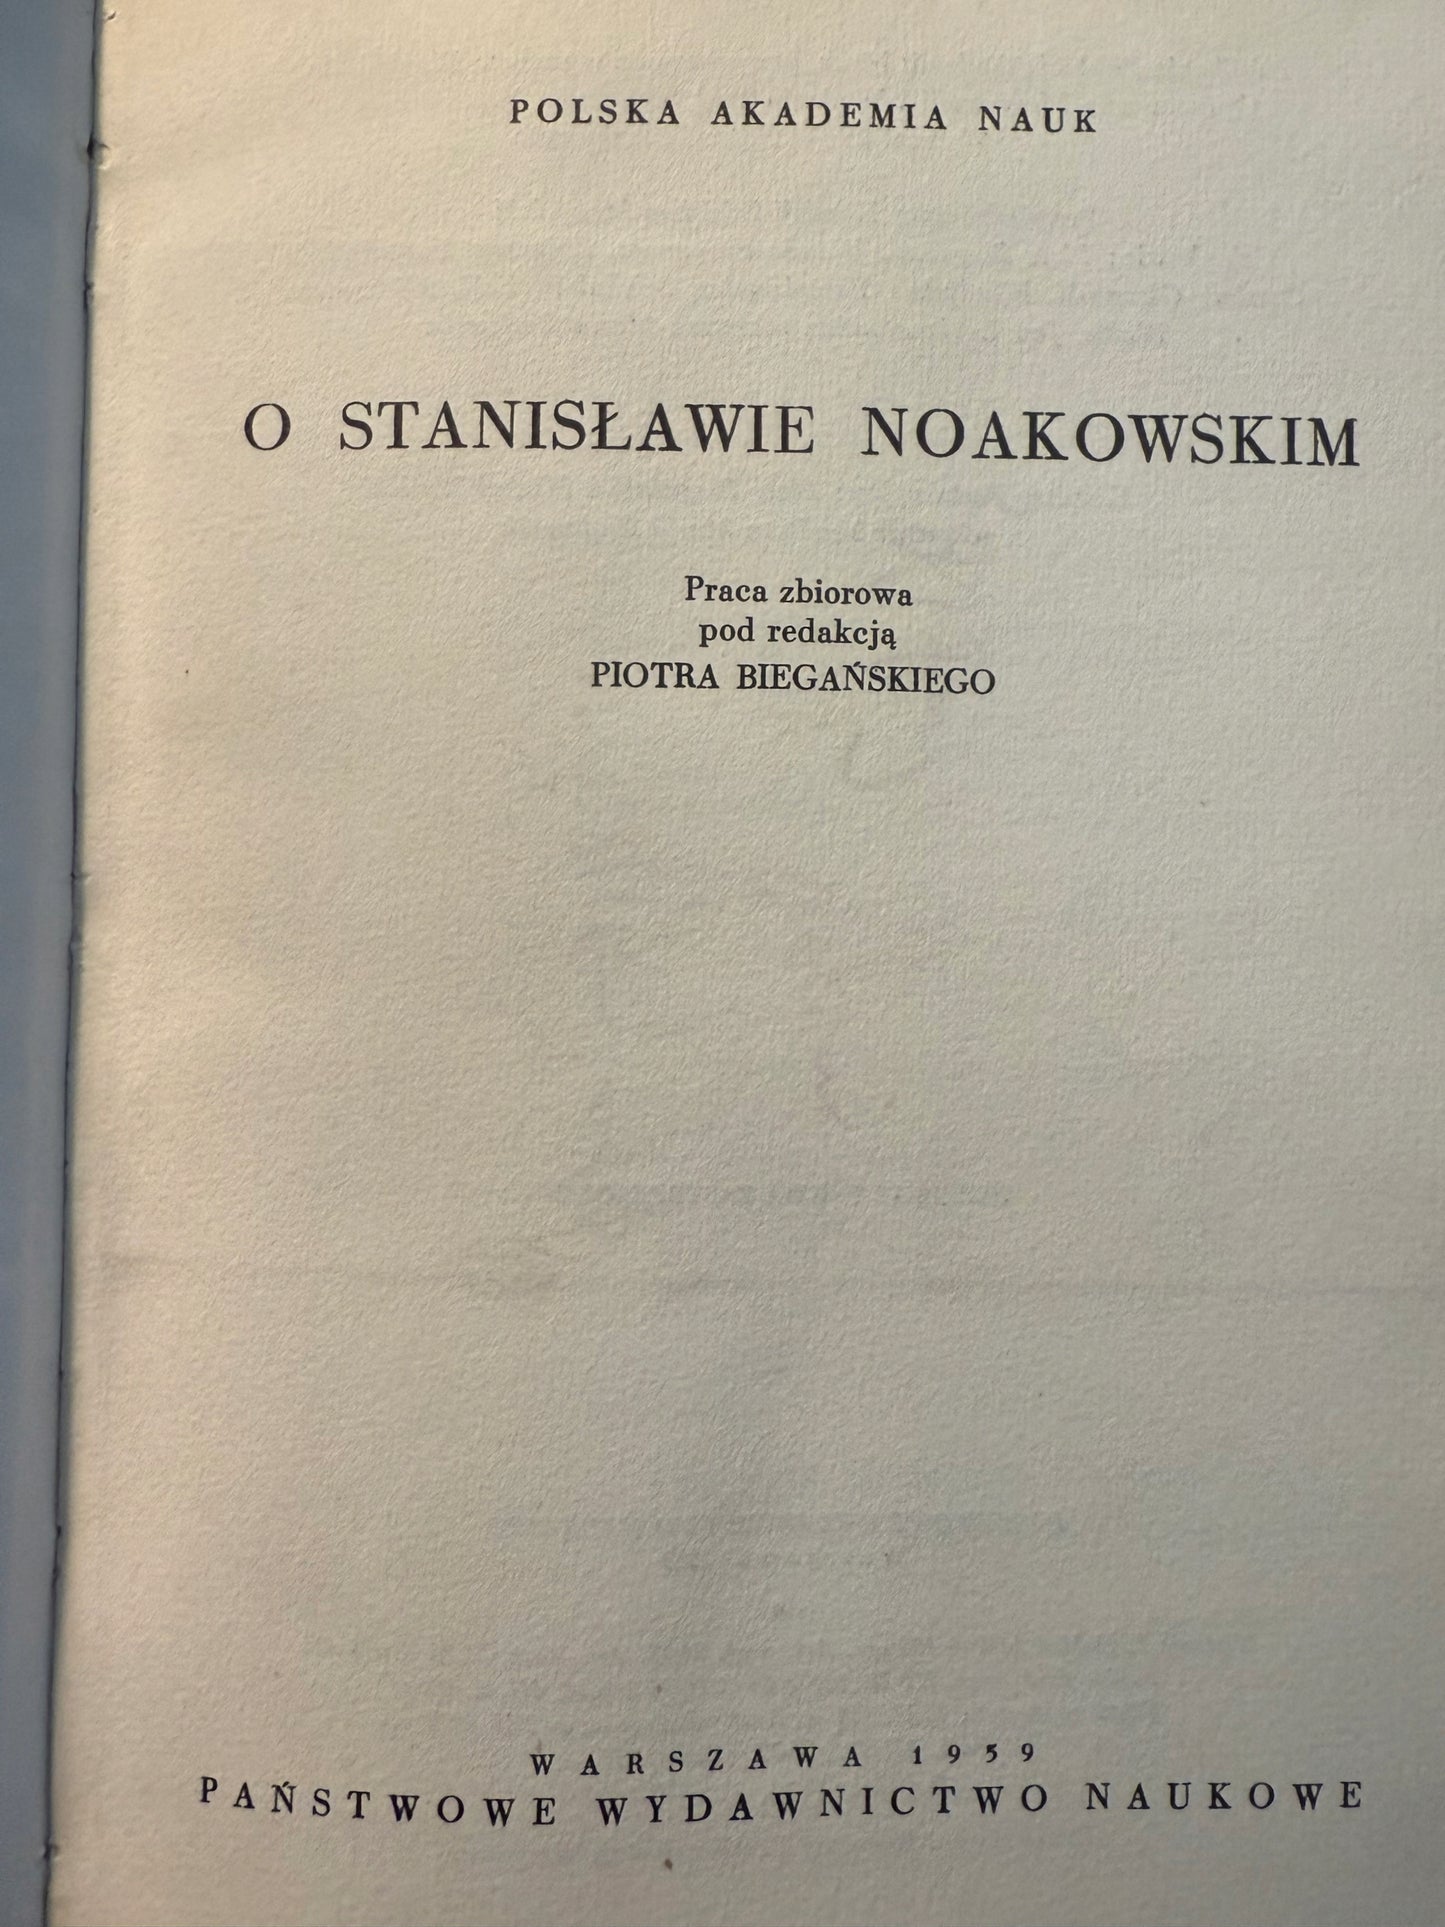 POLSKA AKADEMIA NAUK
O STANISŁAWIE NOAKOWSKIM
Praca zbiorowa
pod redakcją
PIOTRA BIEGAŃSKIEGO
WARSZAWA 1959
PAŃSTWOWE WYDAWNICTWO NAUKOWE